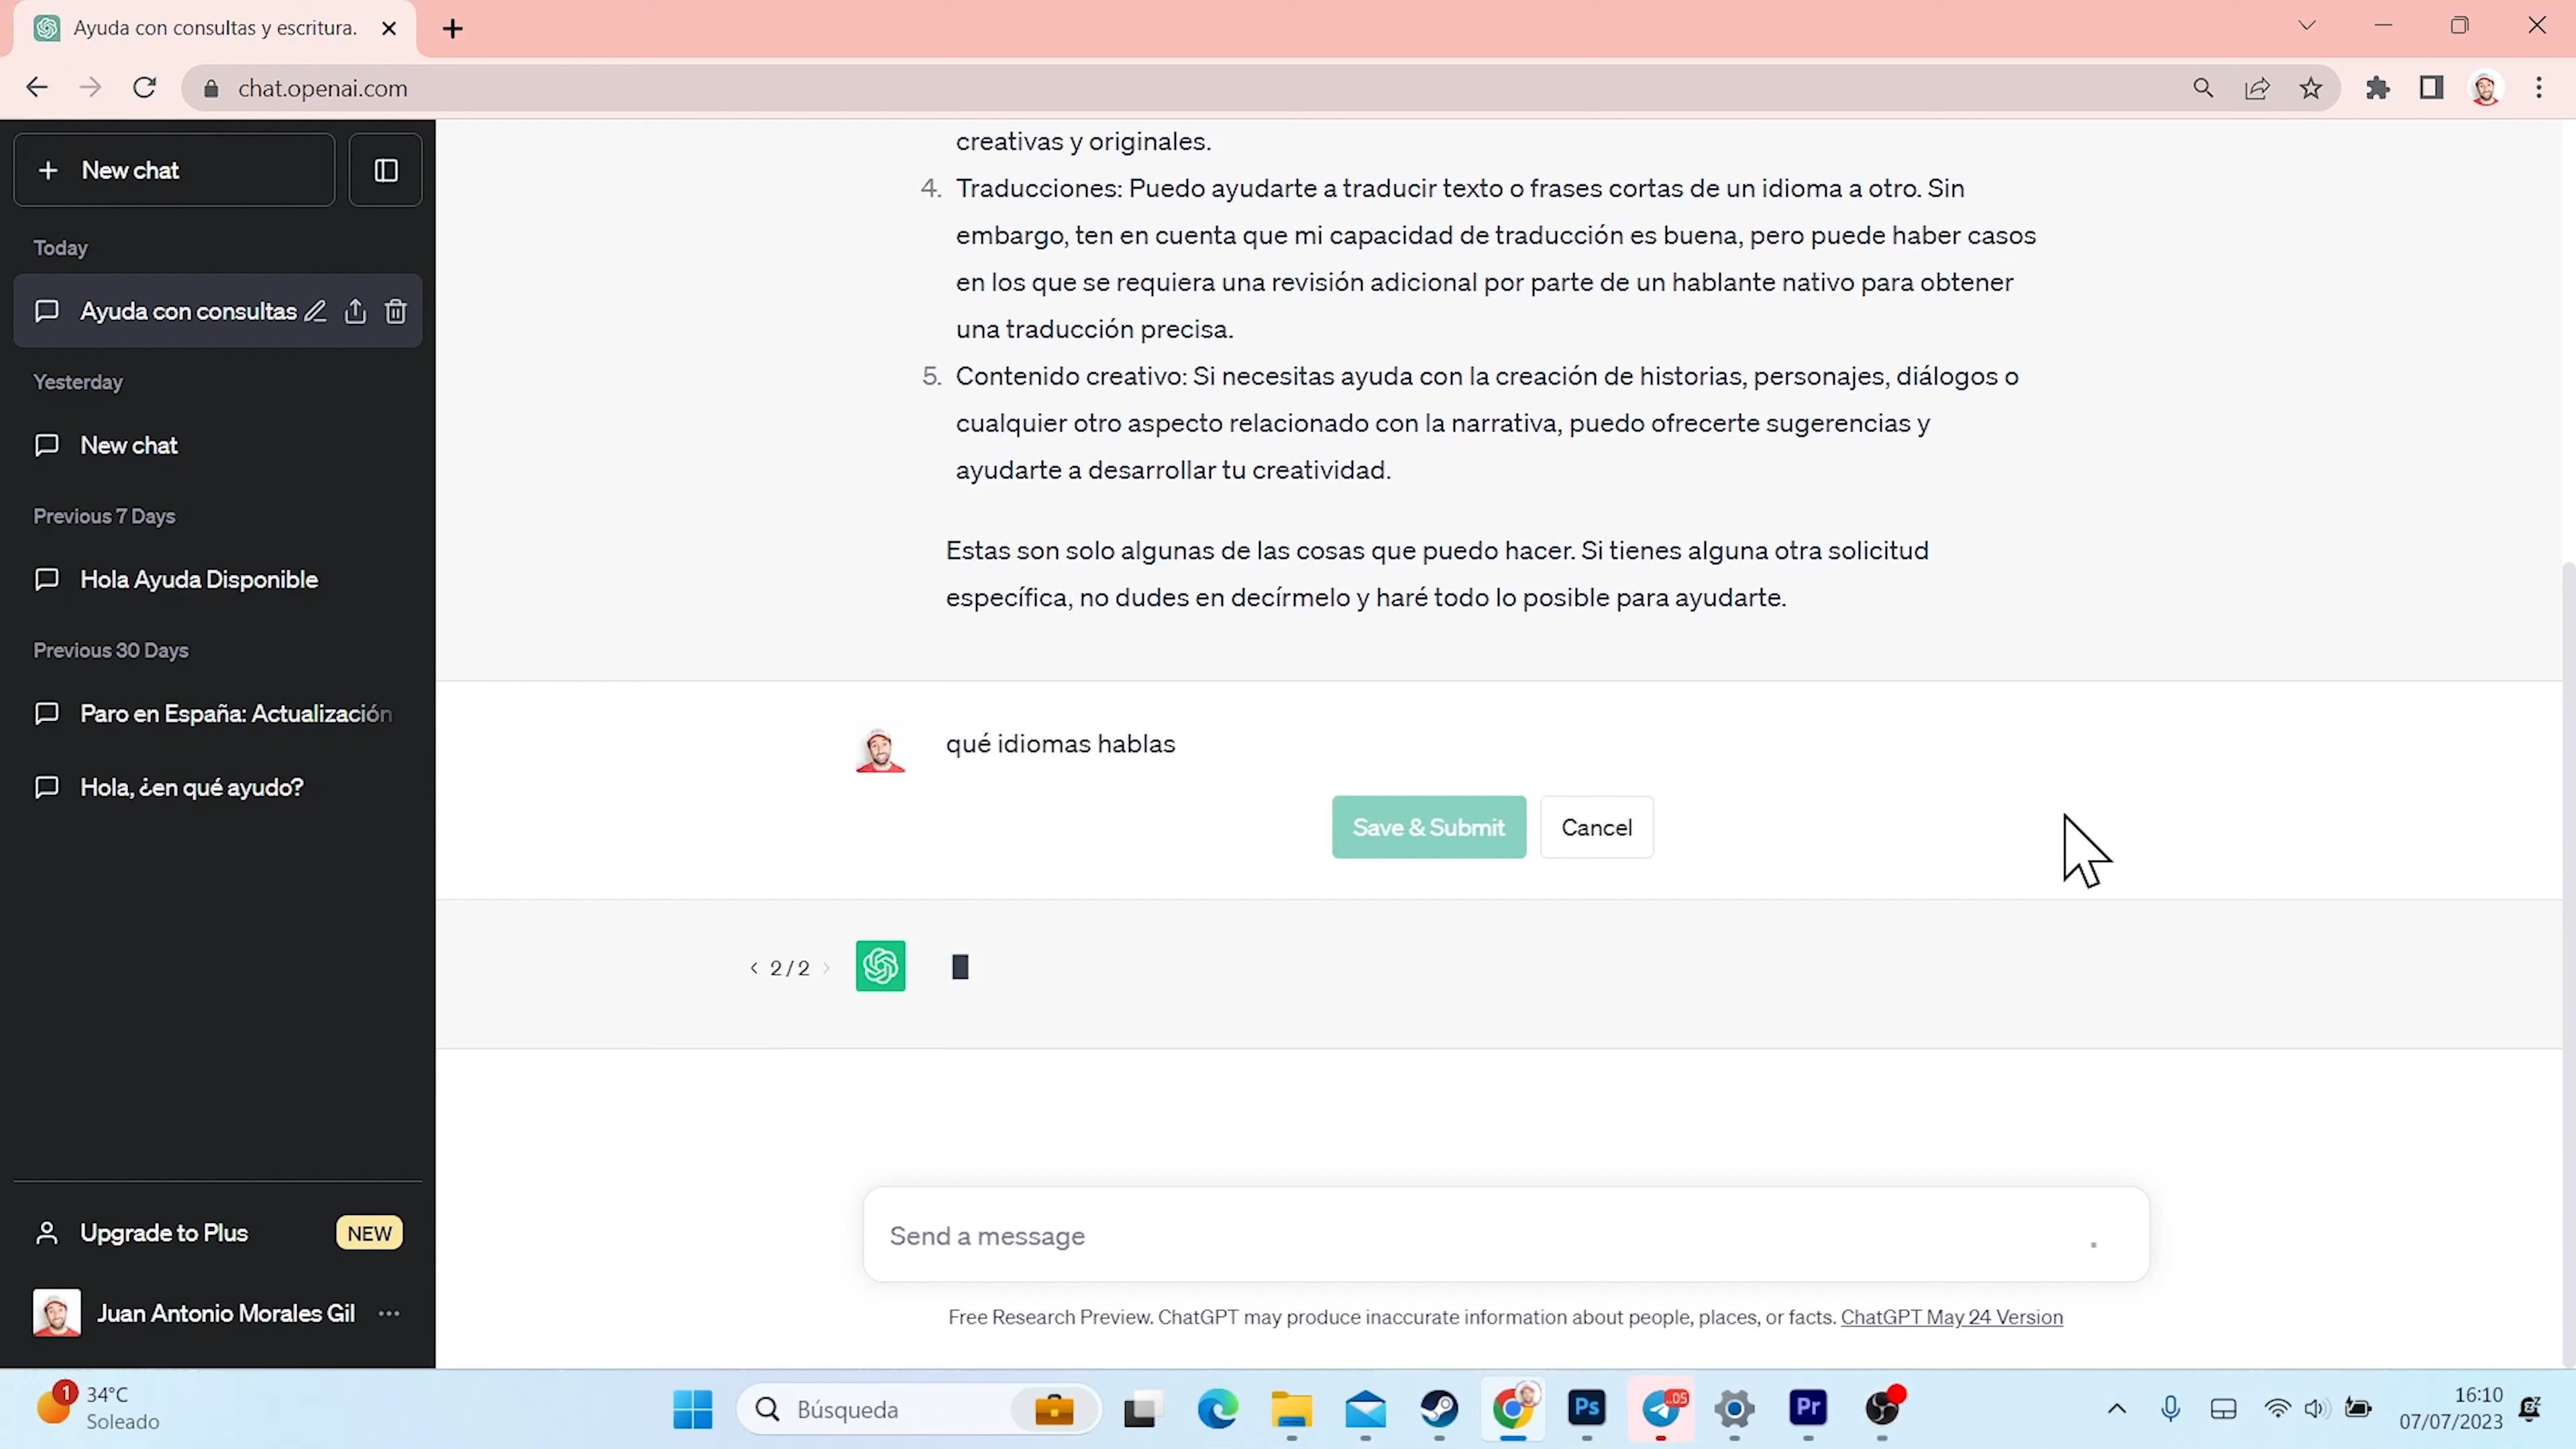 Ayuda con consultas y escritura.
chat.openai.com
New chat
Today
Ayuda con consultas
Yesterday
New chat
Previous 7 Days
Hola Ayuda Disponible
Previous 30 Days
Paro en España: Actualización
Hola, ¿en qué ayudo?
Upgrade to Plus NEW
Juan Antonio Morales Gil
creativas y originales.
4. Traducciones: Puedo ayudarte a traducir texto o frases cortas de un idioma a otro. Sin
embargo, ten en cuenta que mi capacidad de traducción es buena, pero puede haber casos
en los que se requiera una revisión adicional por parte de un hablante nativo para obtener
una traducción precisa.
5. Contenido creativo: Si necesitas ayuda con la creación de historias, personajes, diálogos o
cualquier otro aspecto relacionado con la narrativa, puedo ofrecerte sugerencias y
ayudarte a desarrollar tu creatividad.
Estas son solo algunas de las cosas que puedo hacer. Si tienes alguna otra solicitud
específica, no dudes en decírmelo y haré todo lo posible para ayudarte.
qué idiomas hablas
Save & Submit Cancel
2 / 2
Send a message
Free Research Preview. ChatGPT may produce inaccurate information about people, places, or facts. ChatGPT May 24 Version
1
34°C
Soleado
Búsqueda
Ps
..05
Pr
16:10
07/07/2023